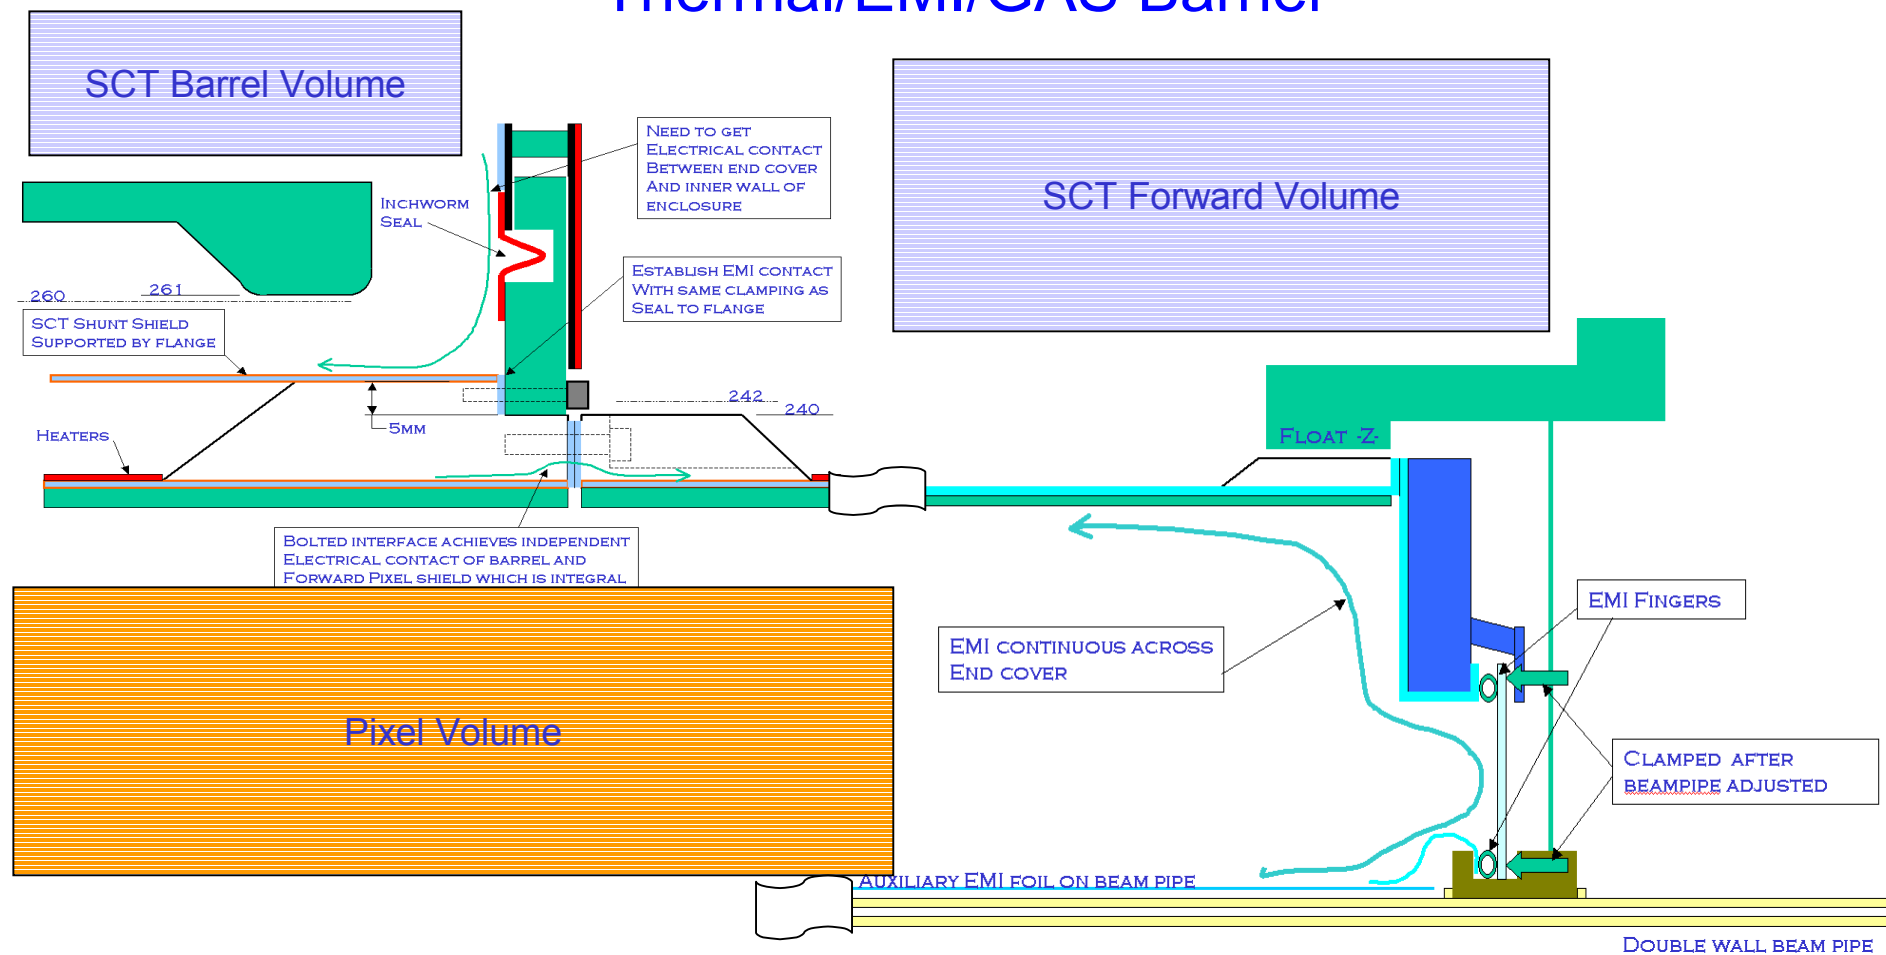 Thermal/EMI/GAS Barrier
SCT Barrel Volume
SCT Forward Volume
Need to get
Electrical contact
Between end cover
And inner wall of
enclosure
Inchworm
Seal
Establish EMI contact
With same clamping as
Seal to flange
260
261
SCT Shunt Shield
Supported by flange
242
240
5mm
Heaters
Float -Z-
Bolted interface achieves independent
Electrical contact of barrel and
Forward Pixel shield which is integral
EMI Fingers
EMI continuous across
End cover
Pixel Volume
Clamped after
beampipe adjusted
Auxiliary EMI foil on beam pipe
Double wall beam pipe